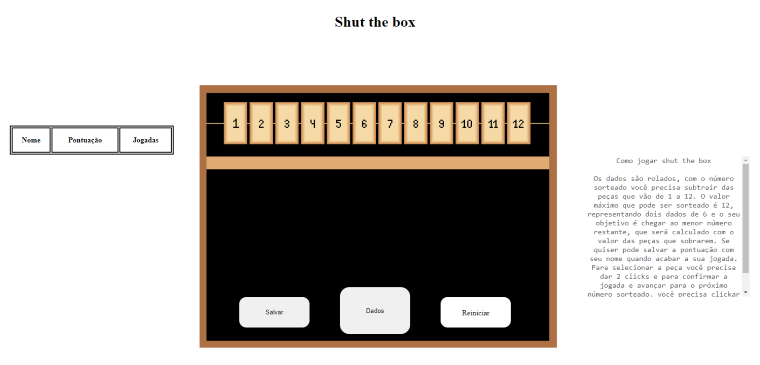 Shut the box
1 2 3 4 5 6 7 8 9 10 11 12
Nome Pontuação Jogadas
Salvar
Dados
Reiniciar
Como jogar shut the box
Os dados são rolados, com o número
sorteado você precisa subtrair das
peças que vão de 1 a 12. O valor
máximo que pode ser sorteado é 12,
representando dois dados de 6 e o seu
objetivo é chegar ao menor número
restante, que será calculado com o
valor das peças que sobrarem. Se
quiser pode salvar a pontuação com
seu nome quando acabar a sua jogada.
Para selecionar a peça você precisa
dar 2 clicks e para confirmar a
jogada e avançar para o próximo
número sorteado, você precisa clickar